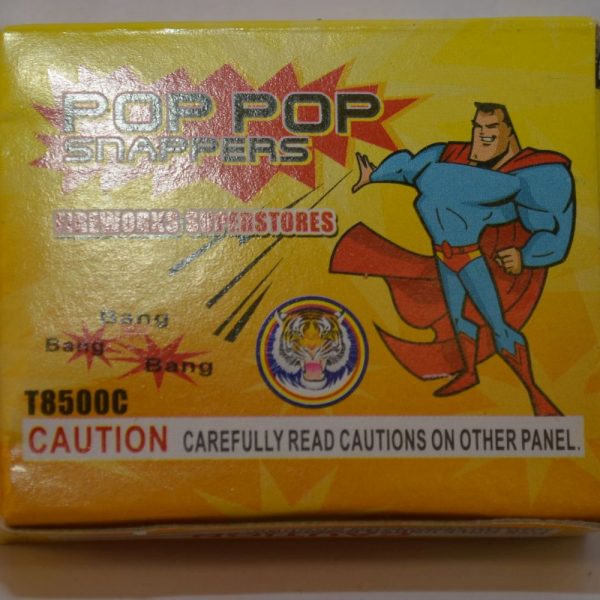 POP POP
SNAPPERS
FIREWORKS SUPERSTORES
Bang
Bang
Bang
T8500C
CAUTION CAREFULLY READ CAUTIONS ON OTHER PANEL.